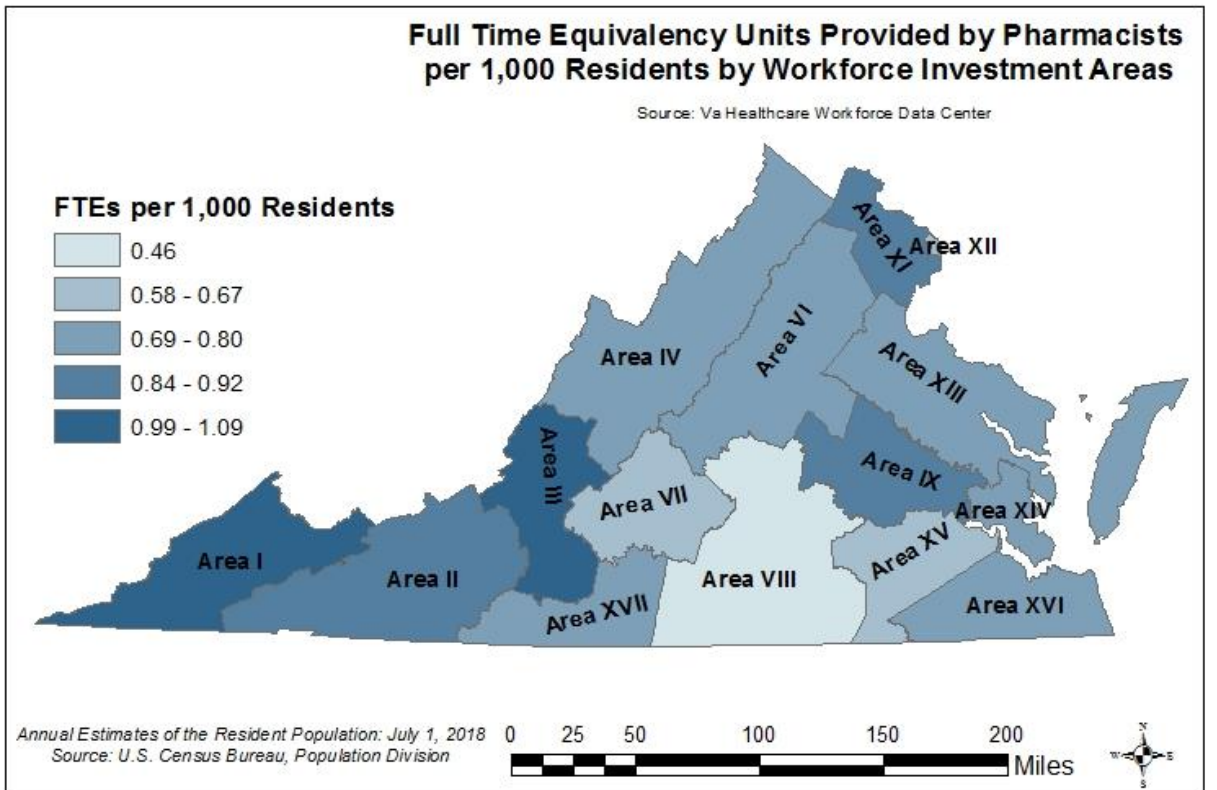 Full Time Equivalency Units Provided by Pharmacists
per 1,000 Residents by Workforce Investment Areas
Source: Va Healthcare Workforce Data Center
FTEs per 1,000 Residents
0.46
0.58 - 0.67
0.69 - 0.80
0.84 - 0.92
0.99 - 1.09
Area XI
Area XII
Area VI
Area IV
Area XIII
Area III
Area IX
Area VII
Area XIV
Area XV
Area I
Area II
Area VIII
Area XVII
Area XVI
Annual Estimates of the Resident Population: July 1, 2018
Source: U.S. Census Bureau, Population Division
0 25 50 100 150 200
Miles
N
W E
S